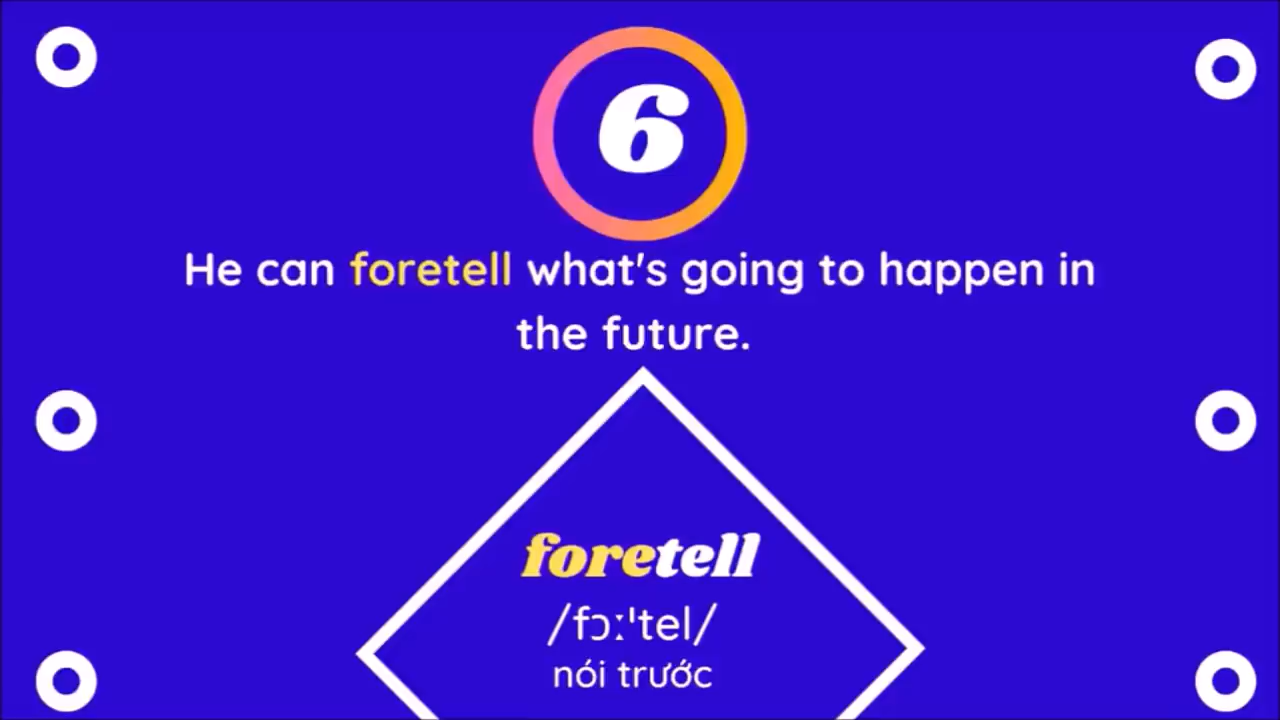 6
He can foretell what's going to happen in
the future.
foretell
/fɔːˈtel/
nói trước